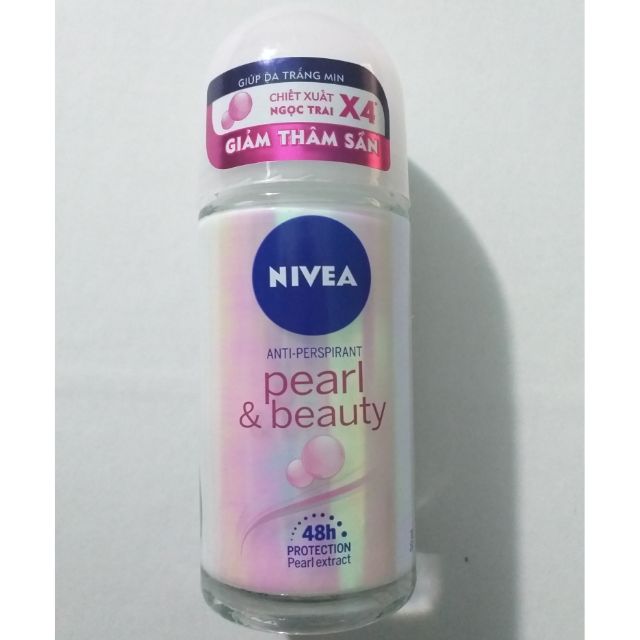 GIÚP DA TRẮNG MỊN
CHIẾT XUẤT
NGỌC TRAI X4*
GIẢM THÂM SẦN
NIVEA
ANTI-PERSPIRANT
pearl
& beauty
48h
PROTECTION
Pearl extract